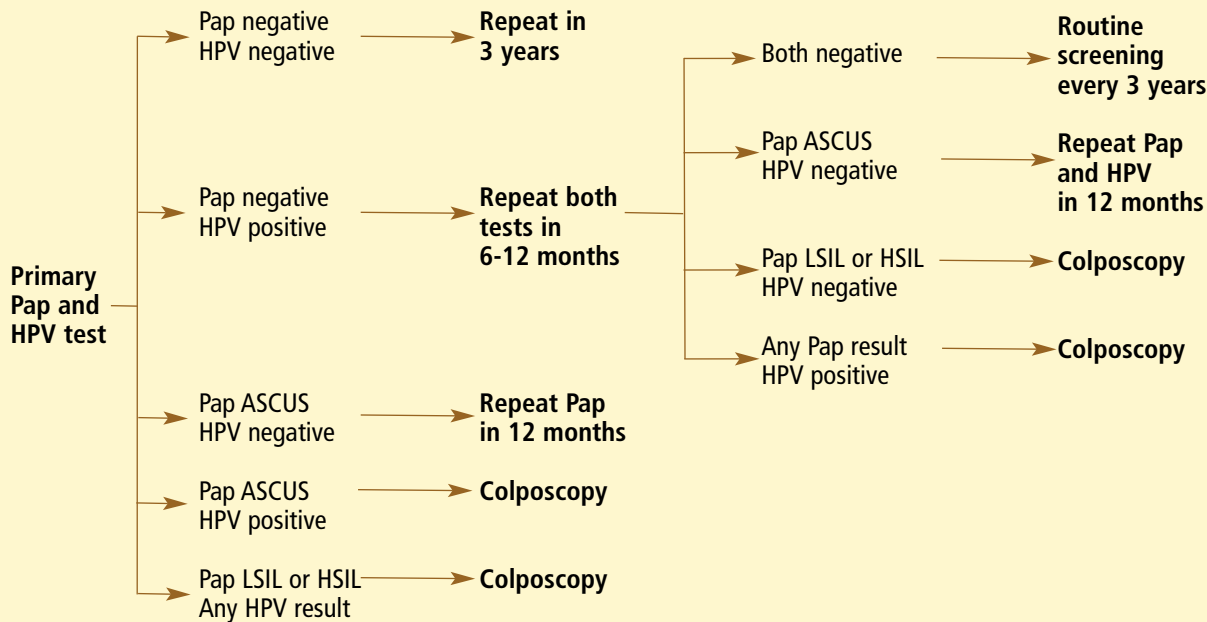 Primary
Pap and
HPV test
Pap negative
HPV negative
Repeat in
3 years
Pap negative
HPV positive
Repeat both
tests in
6-12 months
Both negative
Routine
screening
every 3 years
Pap ASCUS
HPV negative
Repeat Pap
and HPV
in 12 months
Pap LSIL or HSIL
HPV negative
Colposcopy
Any Pap result
HPV positive
Colposcopy
Pap ASCUS
HPV negative
Repeat Pap
in 12 months
Pap ASCUS
HPV positive
Colposcopy
Pap LSIL or HSIL
Any HPV result
Colposcopy